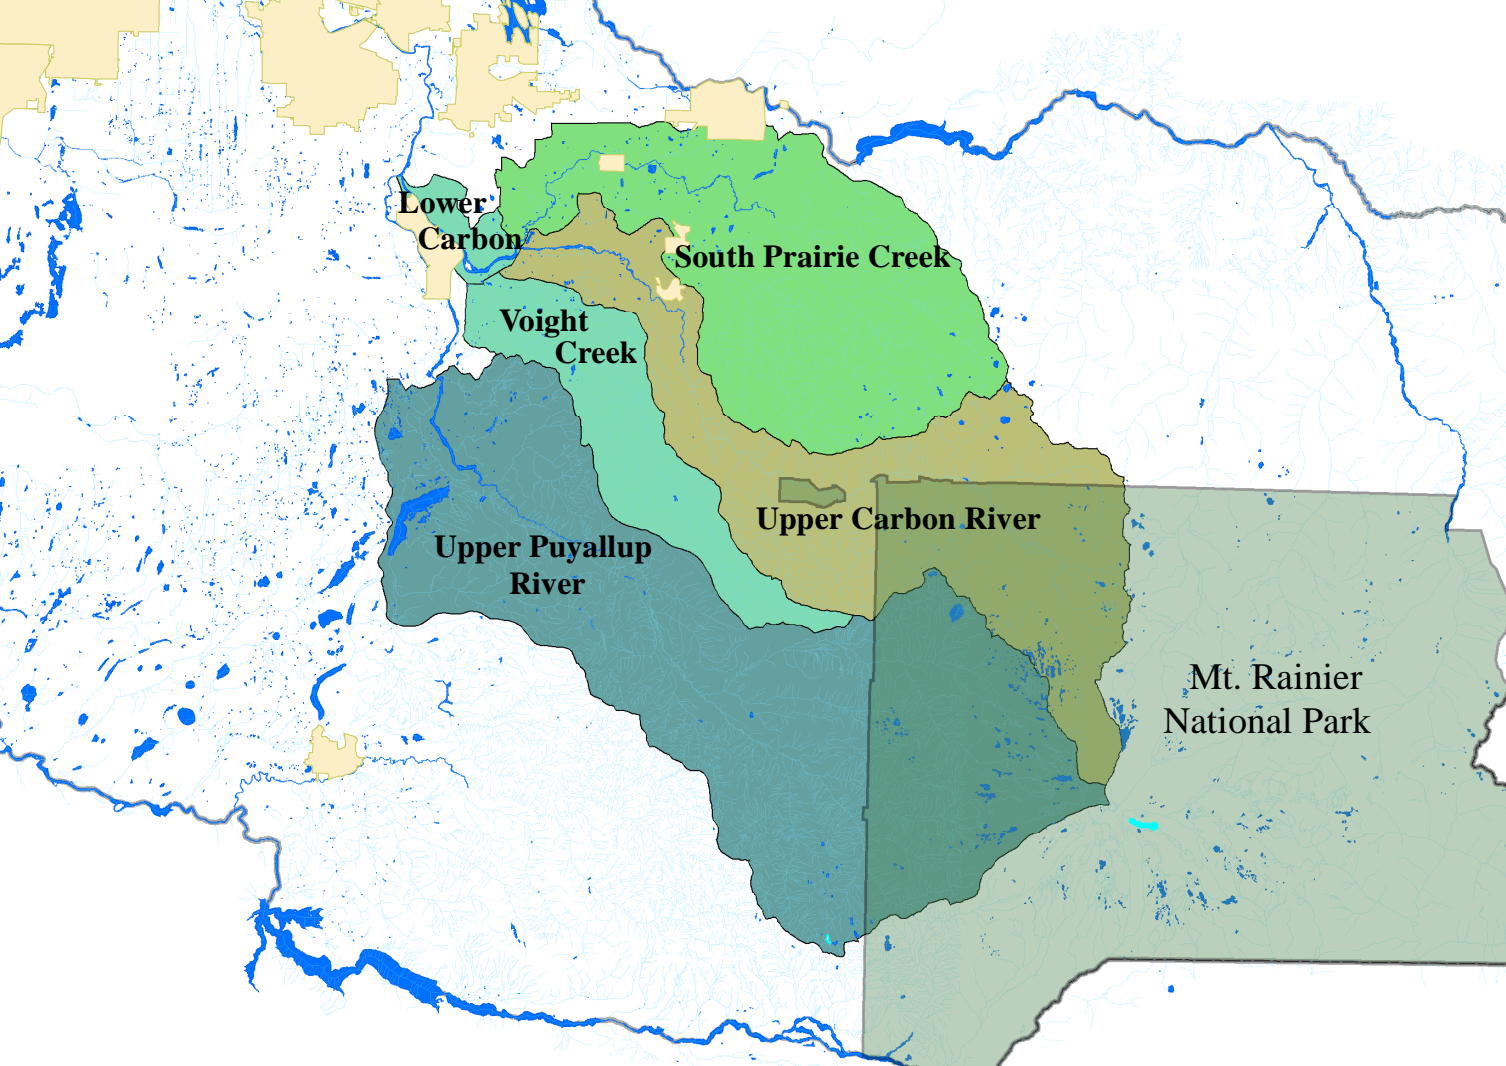 Lower
Carbon
South Prairie Creek
Voight
Creek
Upper Carbon River
Upper Puyallup
River
Mt. Rainier
National Park